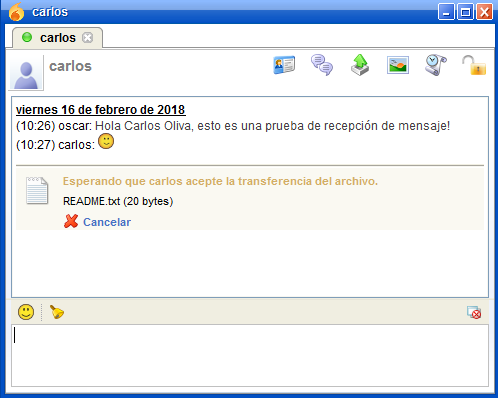 carlos
carlos
carlos
viernes 16 de febrero de 2018
(10:26) oscar: Hola Carlos Oliva, esto es una prueba de recepción de mensaje!
(10:27) carlos:
Esperando que carlos acepte la transferencia del archivo.
README.txt (20 bytes)
Cancelar